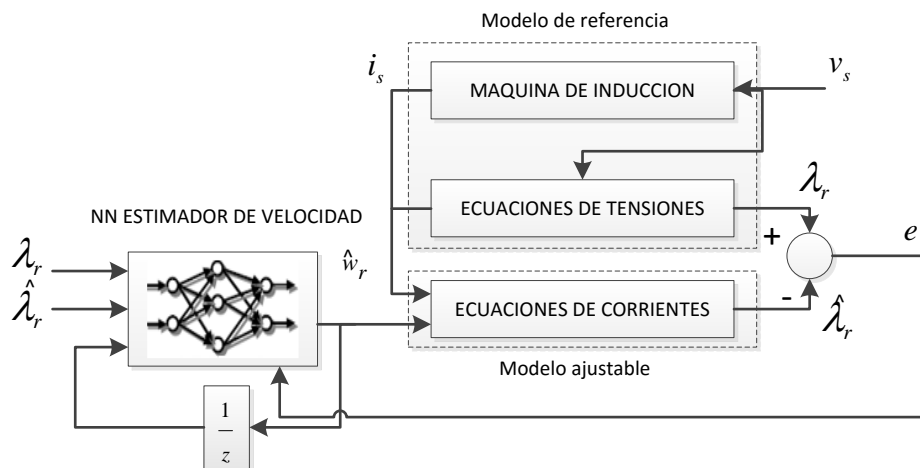 Modelo de referencia
i_s
v_s
MAQUINA DE INDUCCION
λ_r
NN ESTIMADOR DE VELOCIDAD
ECUACIONES DE TENSIONES
+
e
λ_r
ŵ_r
λ̂_r
ECUACIONES DE CORRIENTES
-
λ̂_r
Modelo ajustable
1
z